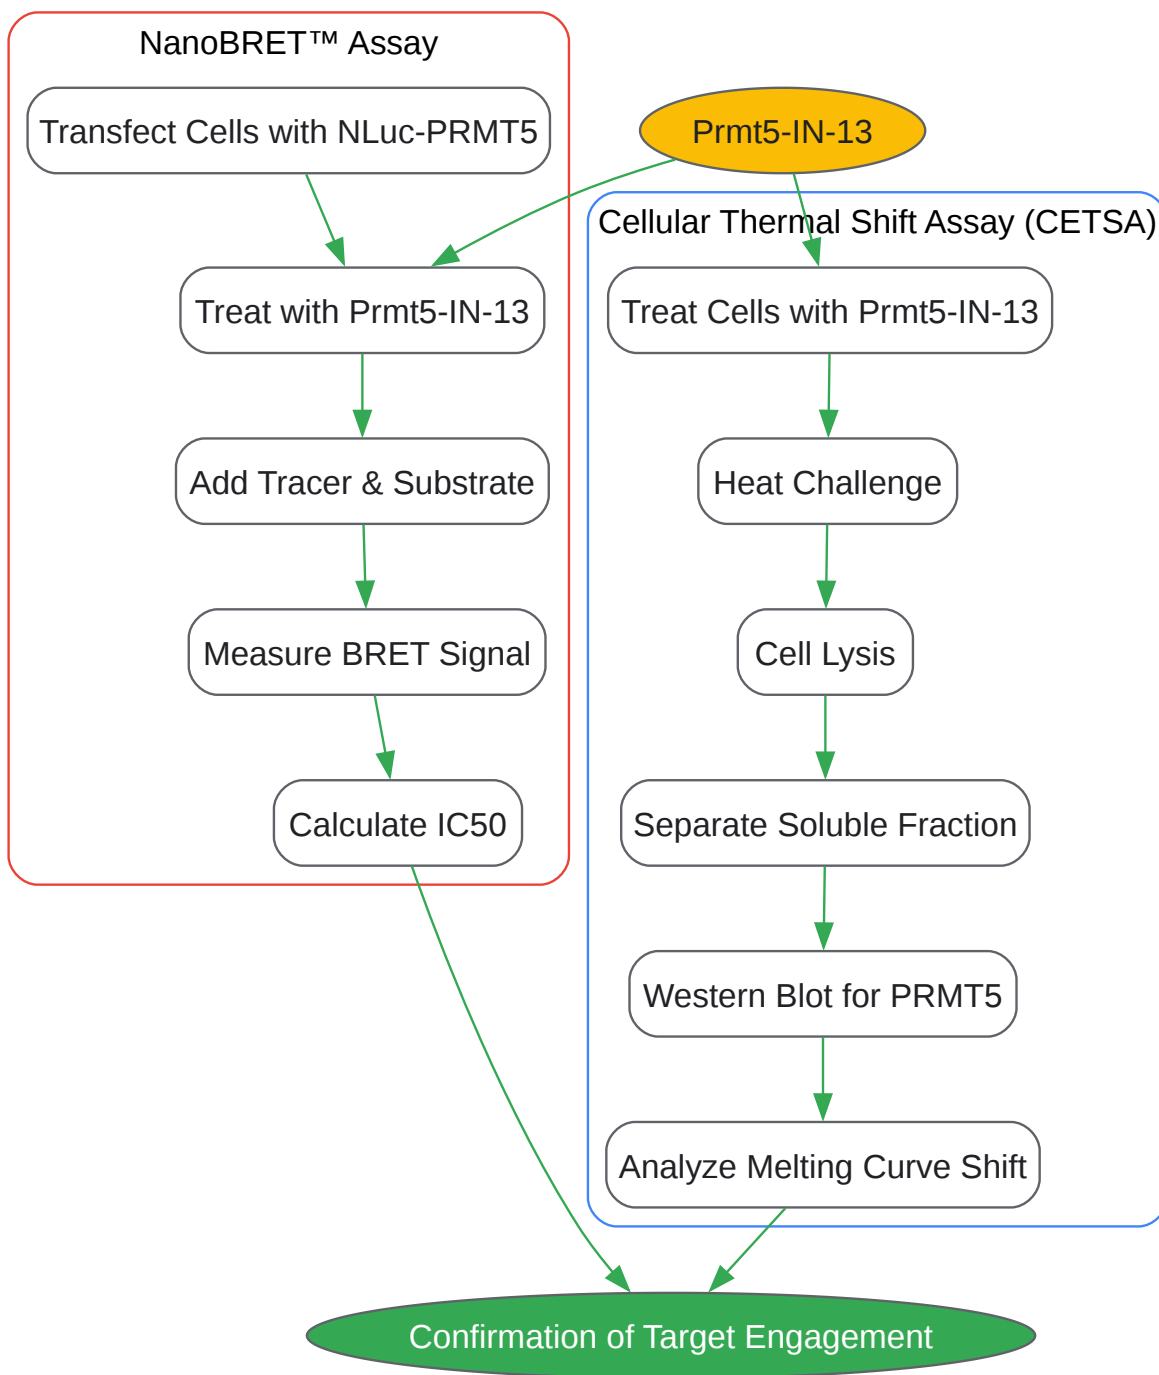 NanoBRET™ Assay
Transfect Cells with NLuc-PRMT5
Prmt5-IN-13
Cellular Thermal Shift Assay (CETSA)
Treat with Prmt5-IN-13
Treat Cells with Prmt5-IN-13
Add Tracer & Substrate
Heat Challenge
Measure BRET Signal
Cell Lysis
Calculate IC50
Separate Soluble Fraction
Western Blot for PRMT5
Analyze Melting Curve Shift
Confirmation of Target Engagement